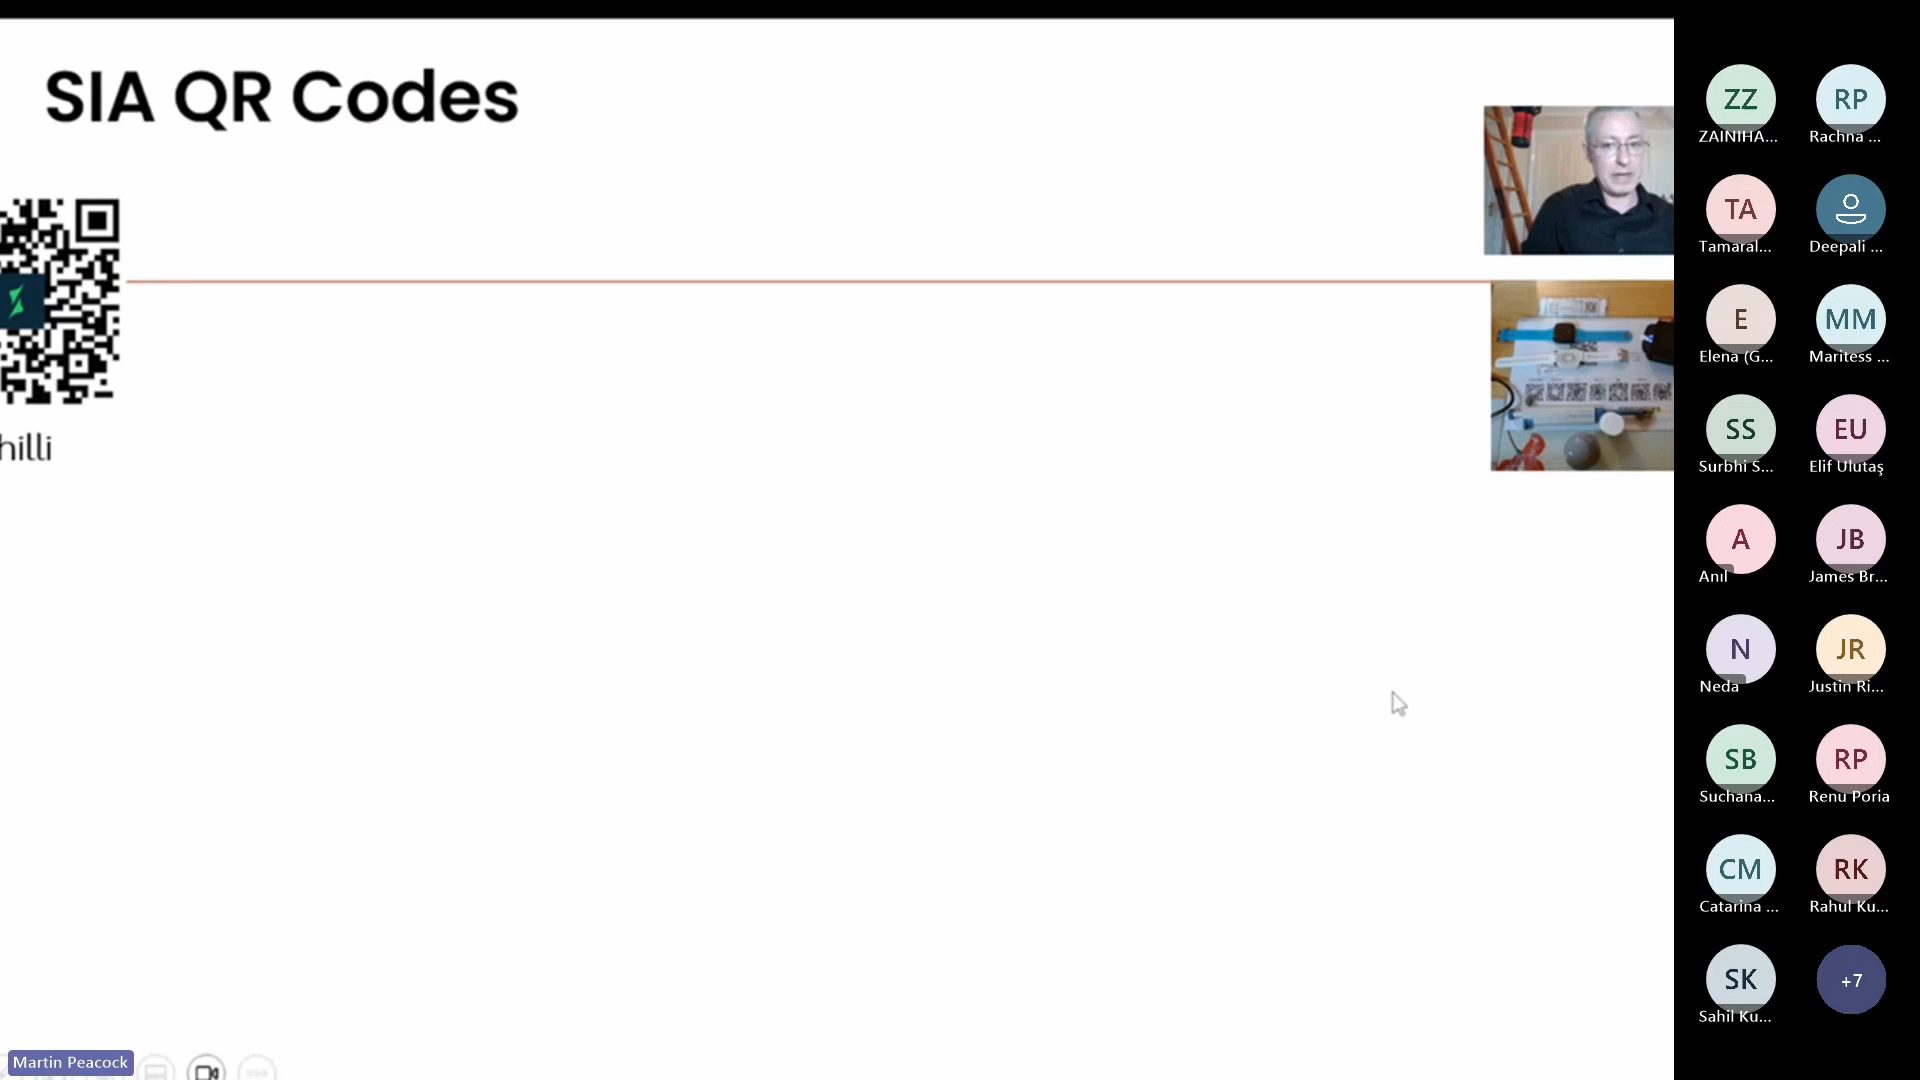 SIA QR Codes
hilli
ZZ
ZAINIHA...
RP
Rachna ...
TA
Tamaral...
Deepali ...
E
Elena (G...
MM
Maritess ...
SS
Surbhi S...
EU
Elif Ulutaş
A
Anıl
JB
James Br...
N
Neda
JR
Justin Ri...
SB
Suchana...
RP
Renu Poria
CM
Catarina ...
RK
Rahul Ku...
SK
Sahil Ku...
+7
Martin Peacock